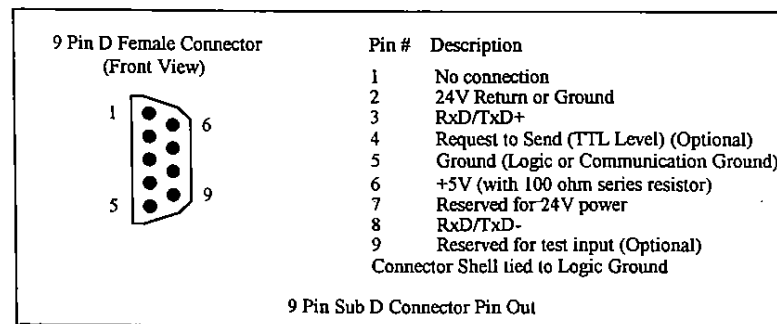 9 Pin D Female Connector
(Front View)
1
6
5
9
Pin # Description
1 No connection
2 24V Return or Ground
3 RxD/TxD+
4 Request to Send (TTL Level) (Optional)
5 Ground (Logic or Communication Ground)
6 +5V (with 100 ohm series resistor)
7 Reserved for 24V power
8 RxD/TxD-
9 Reserved for test input (Optional)
Connector Shell tied to Logic Ground
9 Pin Sub D Connector Pin Out